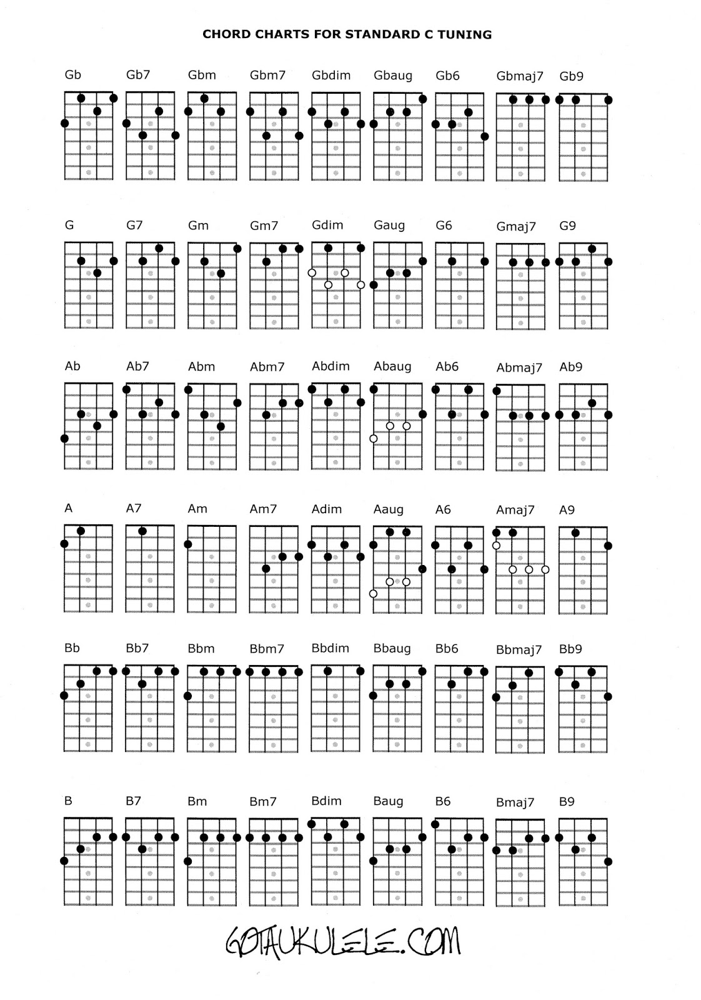 CHORD CHARTS FOR STANDARD C TUNING
Gb Gb7 Gbm Gbm7 Gbdim Gbaug Gb6 Gbmaj7 Gb9
G G7 Gm Gm7 Gdim Gaug G6 Gmaj7 G9
Ab Ab7 Abm Abm7 Abdim Abaug Ab6 Abmaj7 Ab9
A A7 Am Am7 Adim Aaug A6 Amaj7 A9
Bb Bb7 Bbm Bbm7 Bbdim Bbaug Bb6 Bbmaj7 Bb9
B B7 Bm Bm7 Bdim Baug B6 Bmaj7 B9
GOTAUKULELE.COM